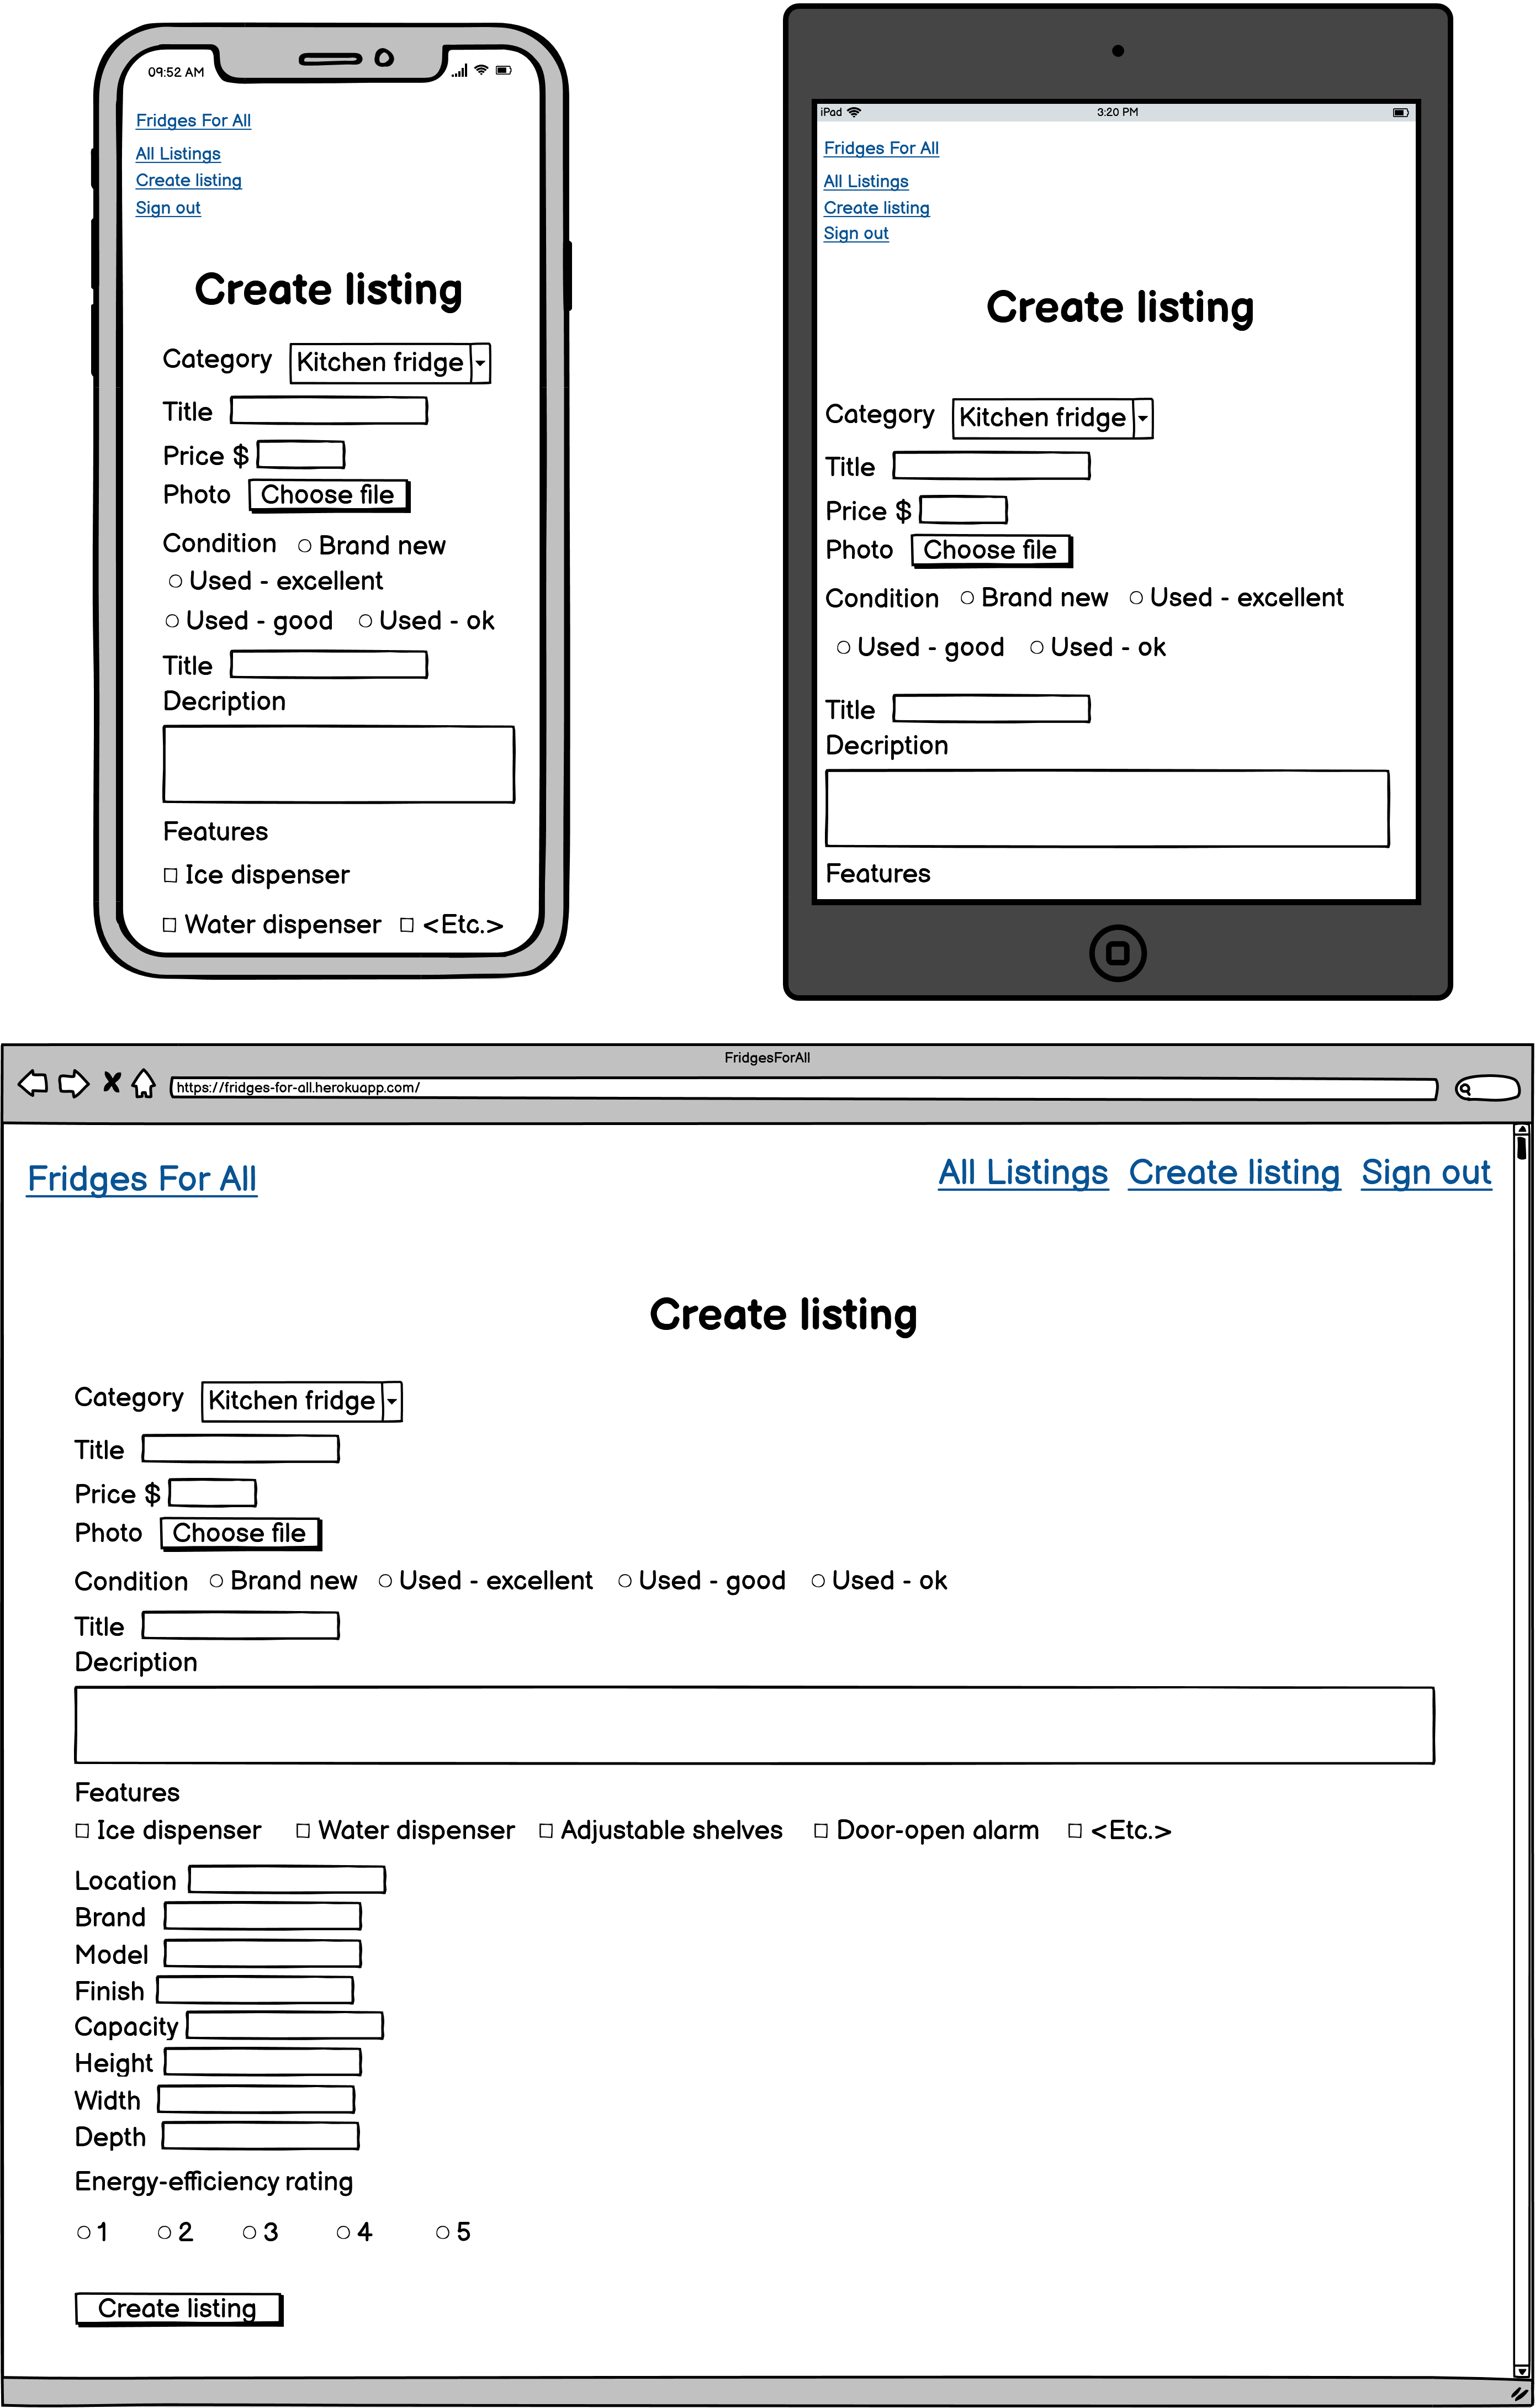 09:52 AM
Fridges For All
All Listings
Create listing
Sign out
Create listing
Category Kitchen fridge
Title
Price $
Photo Choose file
Condition Brand new
Used - excellent
Used - good Used - ok
Title
Decription
Features
Ice dispenser
Water dispenser <Etc.>
iPad 3:20 PM
Fridges For All
All Listings
Create listing
Sign out
Create listing
Category Kitchen fridge
Title
Price $
Photo Choose file
Condition Brand new Used - excellent
Used - good Used - ok
Title
Decription
Features
FridgesForAll
https://fridges-for-all.herokuapp.com/
Fridges For All All Listings Create listing Sign out
Create listing
Category Kitchen fridge
Title
Price $
Photo Choose file
Condition Brand new Used - excellent Used - good Used - ok
Title
Decription
Features
Ice dispenser Water dispenser Adjustable shelves Door-open alarm <Etc.>
Location
Brand
Model
Finish
Capacity
Height
Width
Depth
Energy-efficiency rating
1 2 3 4 5
Create listing